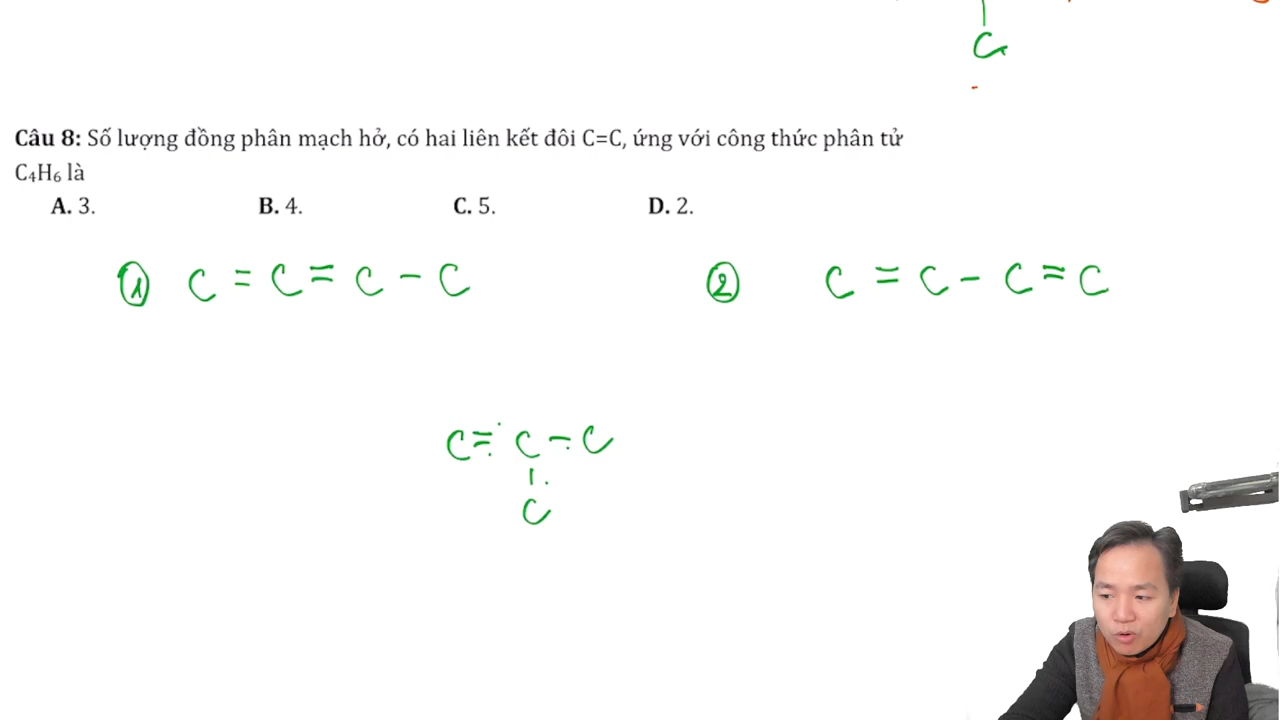 C
Câu 8: Số lượng đồng phân mạch hở, có hai liên kết đôi C=C, ứng với công thức phân tử
C₄H₆ là
A. 3. B. 4. C. 5. D. 2.
① C = C = C - C ② C = C - C = C
C = C - C
C